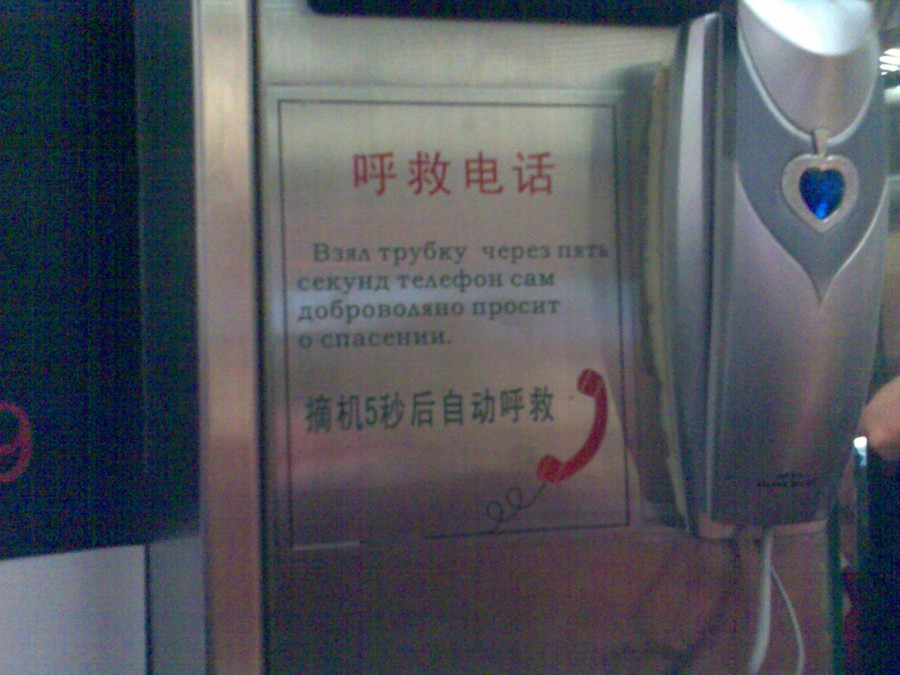 呼救电话
Взял трубку через пять
секунд телефон сам
доброволяно просит
о спасении.
摘机5秒后自动呼救